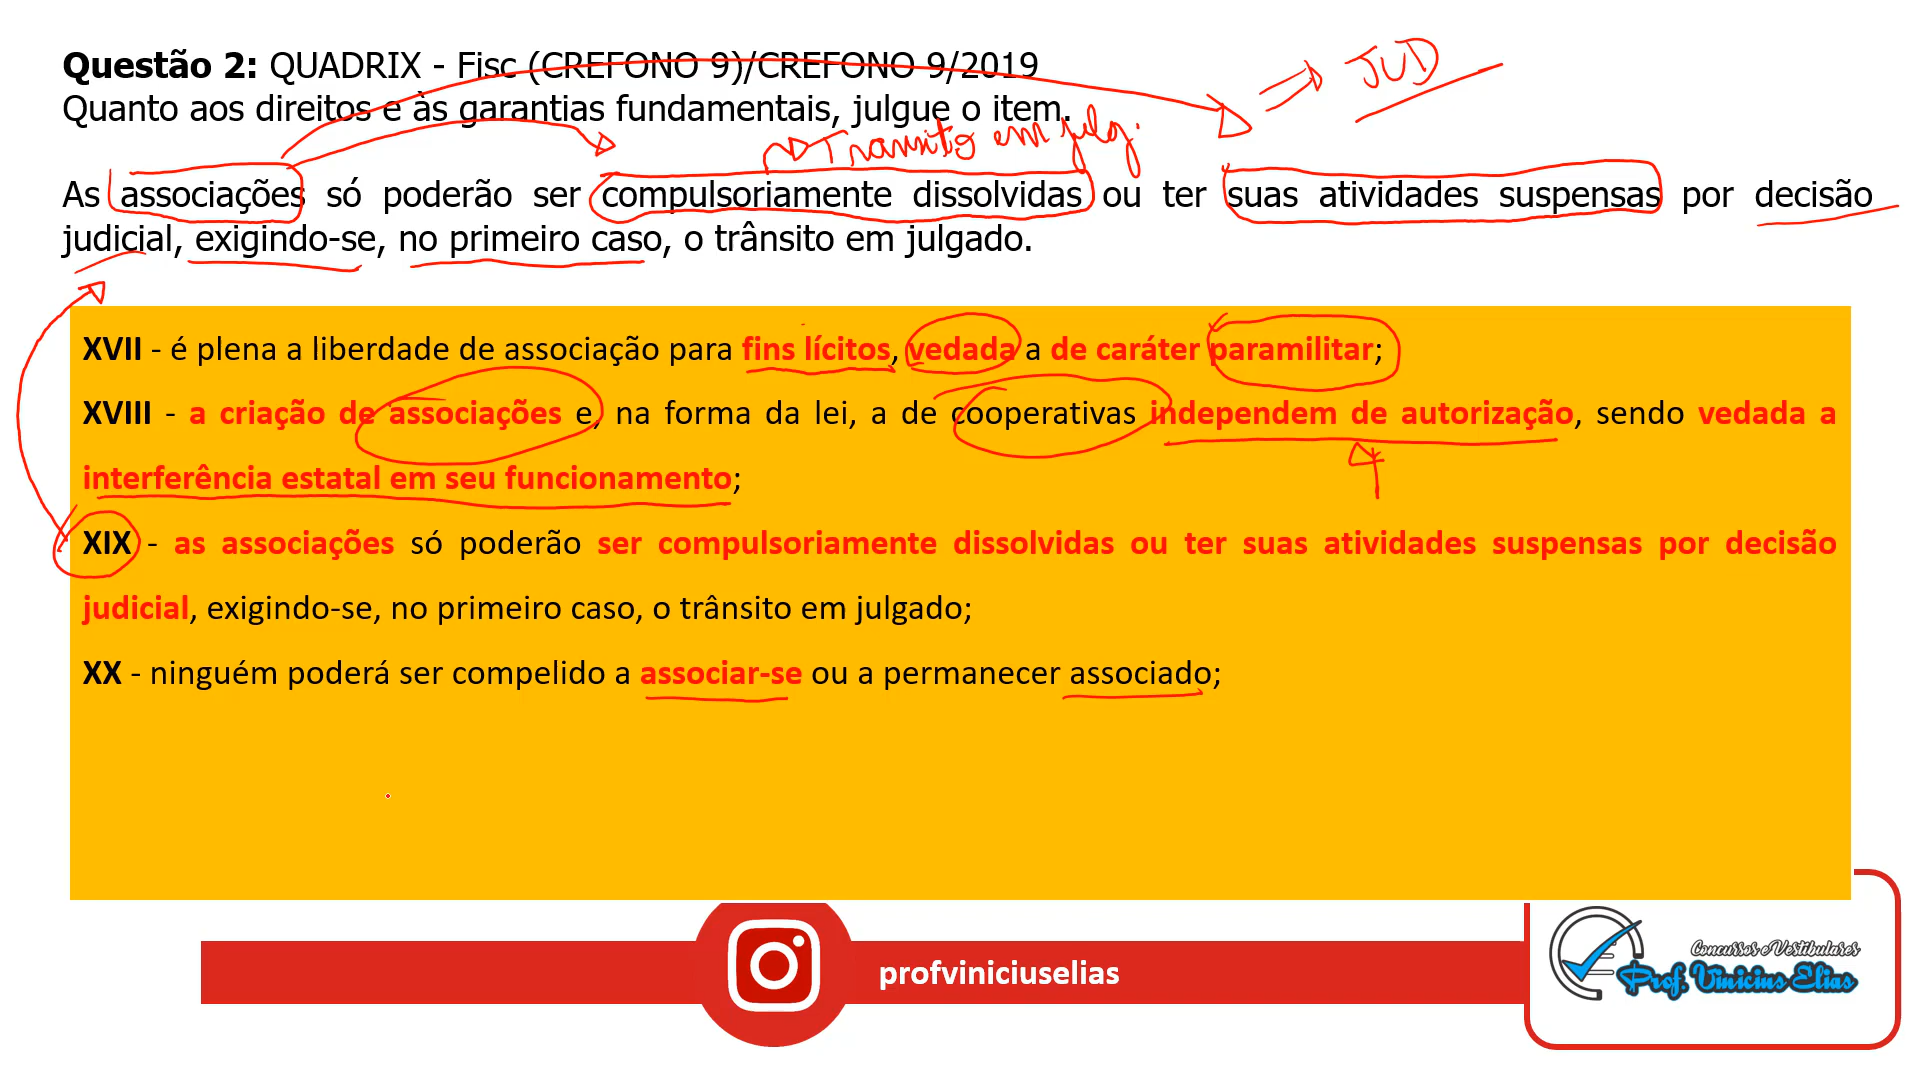 Questão 2: QUADRIX - Fisc (CREFONO 9)/CREFONO 9/2019
JUD
Quanto aos direitos e às garantias fundamentais, julgue o item.
Transito em julg.
As associações só poderão ser compulsoriamente dissolvidas ou ter suas atividades suspensas por decisão
judicial, exigindo-se, no primeiro caso, o trânsito em julgado.
XVII - é plena a liberdade de associação para fins lícitos, vedada a de caráter paramilitar;
XVIII - a criação de associações e, na forma da lei, a de cooperativas independem de autorização, sendo vedada a
interferência estatal em seu funcionamento;
XIX - as associações só poderão ser compulsoriamente dissolvidas ou ter suas atividades suspensas por decisão
judicial, exigindo-se, no primeiro caso, o trânsito em julgado;
XX - ninguém poderá ser compelido a associar-se ou a permanecer associado;
profviniciuselias
Concursos e Vestibulares
Prof. Vinicius Elias